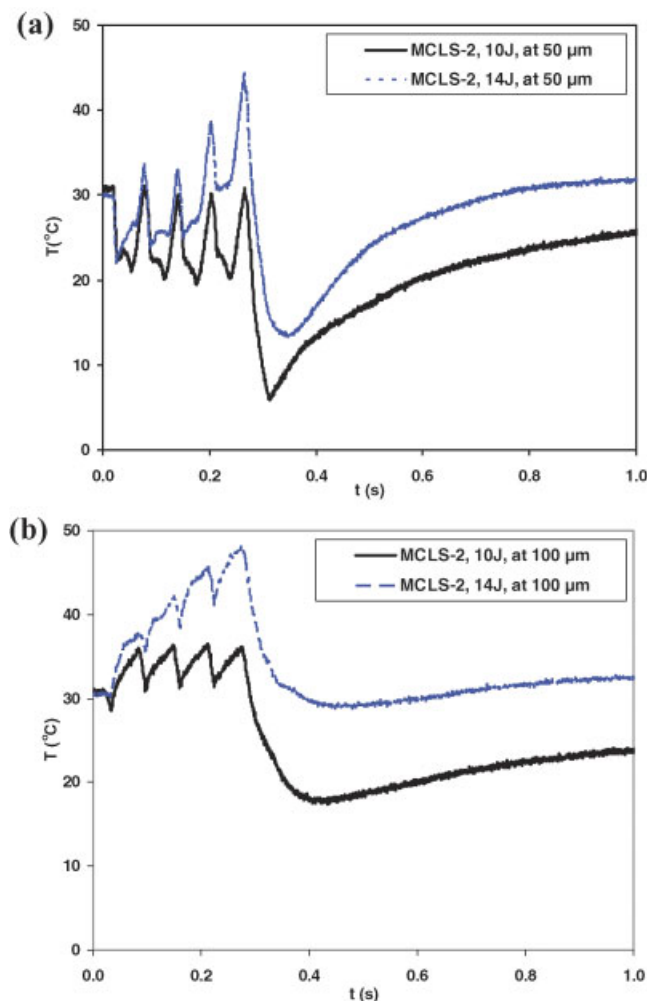 (a)
MCLS-2, 10J, at 50 µm
MCLS-2, 14J, at 50 µm
50
40
30
20
10
0
T(°C)
0.0 0.2 0.4 0.6 0.8 1.0
t (s)
(b)
MCLS-2, 10J, at 100 µm
MCLS-2, 14J, at 100 µm
50
40
30
20
10
0
T (°C)
0.0 0.2 0.4 0.6 0.8 1.0
t (s)